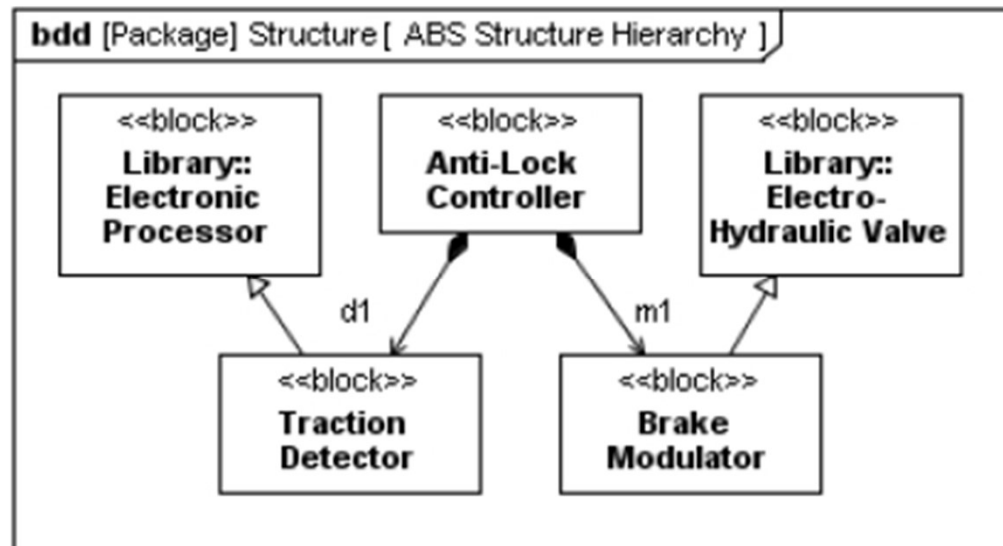 bdd [Package] Structure [ ABS Structure Hierarchy ]
<<block>>
Library::
Electronic
Processor
<<block>>
Anti-Lock
Controller
<<block>>
Library::
Electro-
Hydraulic Valve
d1
m1
<<block>>
Traction
Detector
<<block>>
Brake
Modulator